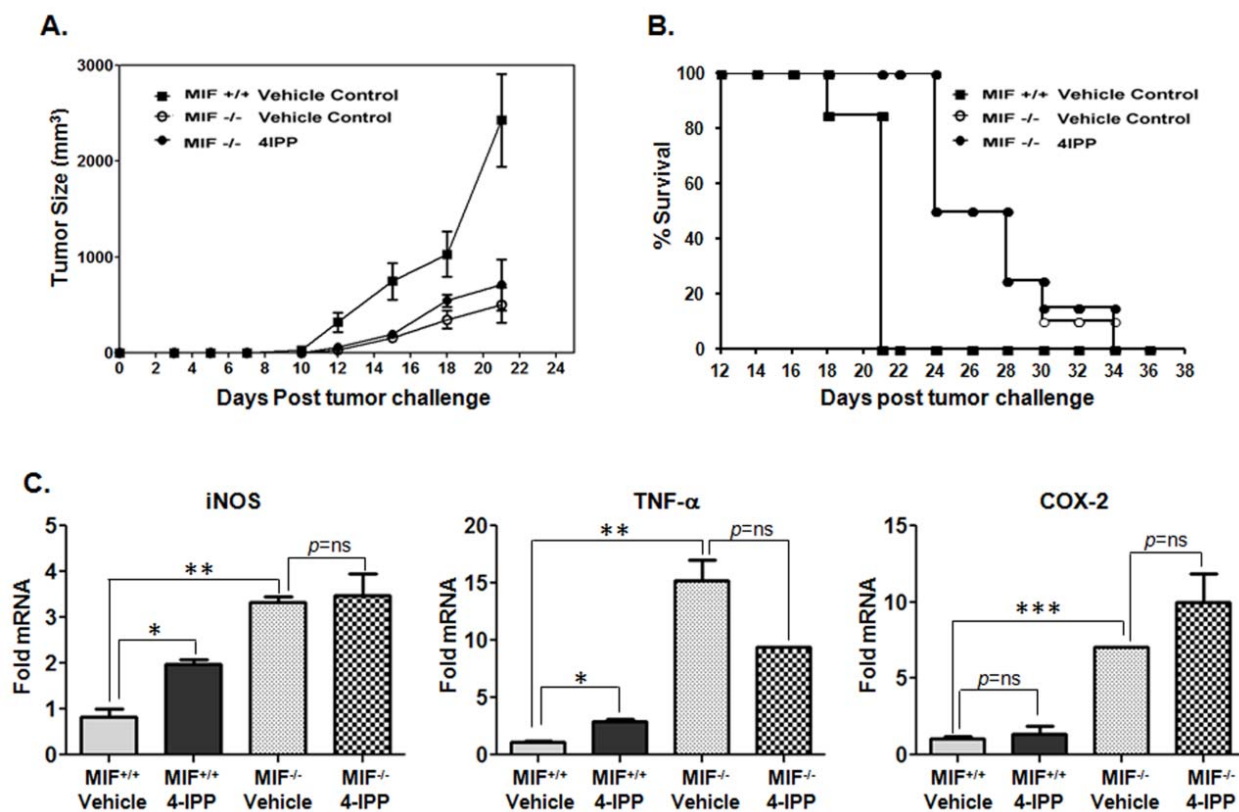 A.
3000
2000
1000
0
Tumor Size (mm³)
MIF +/+ Vehicle Control
MIF -/- Vehicle Control
MIF -/- 4IPP
0 2 4 6 8 10 12 14 16 18 20 22 24
Days Post tumor challenge
B.
100
80
60
40
20
0
% Survival
MIF +/+ Vehicle Control
MIF -/- Vehicle Control
MIF -/- 4IPP
12 14 16 18 20 22 24 26 28 30 32 34 36 38
Days post tumor challenge
C.
iNOS
5
4
3
2
1
0
Fold mRNA
**
*
p=ns
MIF+/+ MIF+/+ MIF-/- MIF-/-
Vehicle 4-IPP Vehicle 4-IPP
TNF-α
20
15
10
5
0
Fold mRNA
**
*
p=ns
MIF+/+ MIF+/+ MIF-/- MIF-/-
Vehicle 4-IPP Vehicle 4-IPP
COX-2
15
10
5
0
Fold mRNA
***
p=ns
p=ns
MIF+/+ MIF+/+ MIF-/- MIF-/-
Vehicle 4-IPP Vehicle 4-IPP